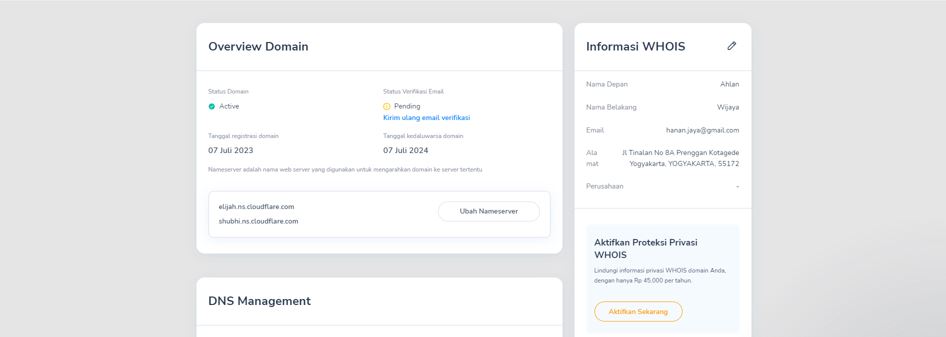 Overview Domain
Status Domain
Active
Status Verifikasi Email
Pending
Kirim ulang email verifikasi
Tanggal registrasi domain
07 Juli 2023
Tanggal kedaluwarsa domain
07 Juli 2024
Nameserver adalah nama web server yang digunakan untuk mengarahkan domain ke server tertentu
elijah.ns.cloudflare.com
shubhi.ns.cloudflare.com
Ubah Nameserver
DNS Management
Informasi WHOIS
Nama Depan Ahlan
Nama Belakang Wijaya
Email hanan.jaya@gmail.com
Ala Jl Tinalan No 8A Prenggan Kotagede
mat Yogyakarta, YOGYAKARTA, 55172
Perusahaan -
Aktifkan Proteksi Privasi
WHOIS
Lindungi informasi privasi WHOIS domain Anda,
dengan hanya Rp 45.000 per tahun.
Aktifkan Sekarang